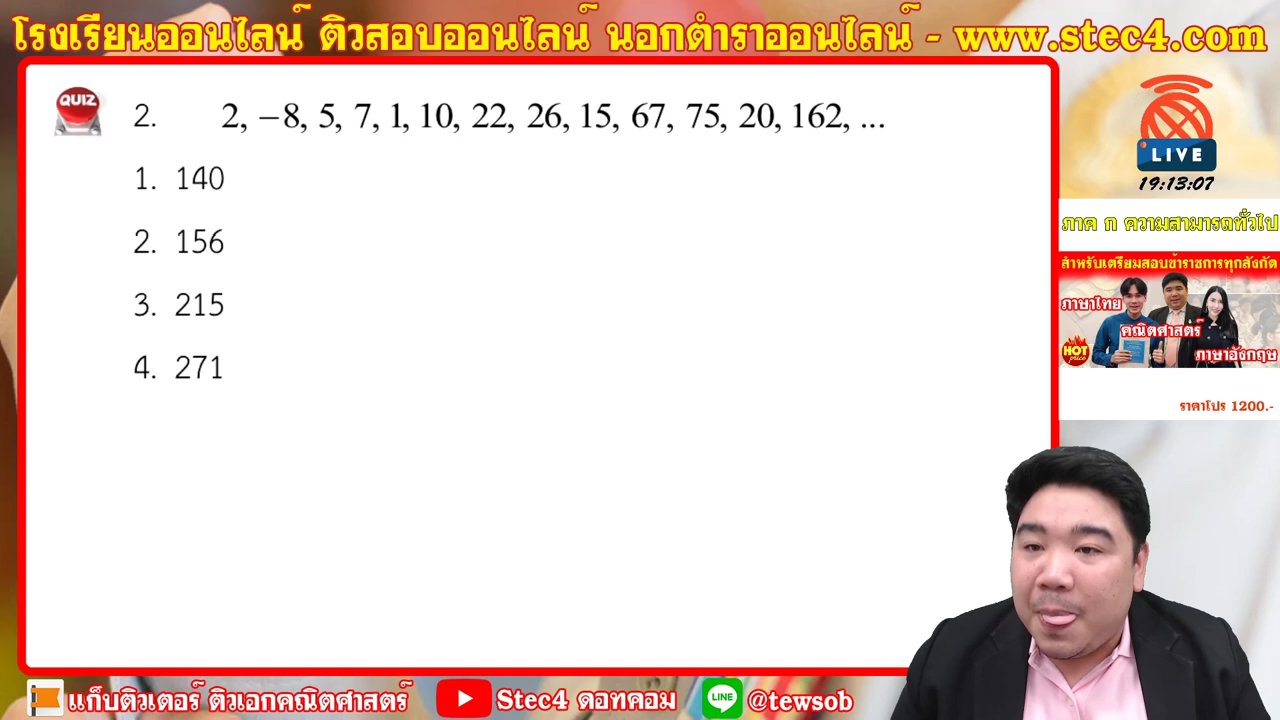 โรงเรียนออนไลน์ ติวสอบออนไลน์ นอกตำราออนไลน์ - www.stec4.com
QUIZ
2. 2, −8, 5, 7, 1, 10, 22, 26, 15, 67, 75, 20, 162, ...
1. 140
2. 156
3. 215
4. 271
LIVE
19:13:07
ภาค ก ความสามารถทั่วไป
สำหรับเตรียมสอบข้าราชการทุกสังกัด
ภาษาไทย
คณิตศาสตร์
HOT
price
ภาษาอังกฤษ
ราคาโปร 1200.-
แก๊บติวเตอร์ ติวเอกคณิตศาสตร์
Stec4 ดอทคอม
LINE
@tewsob